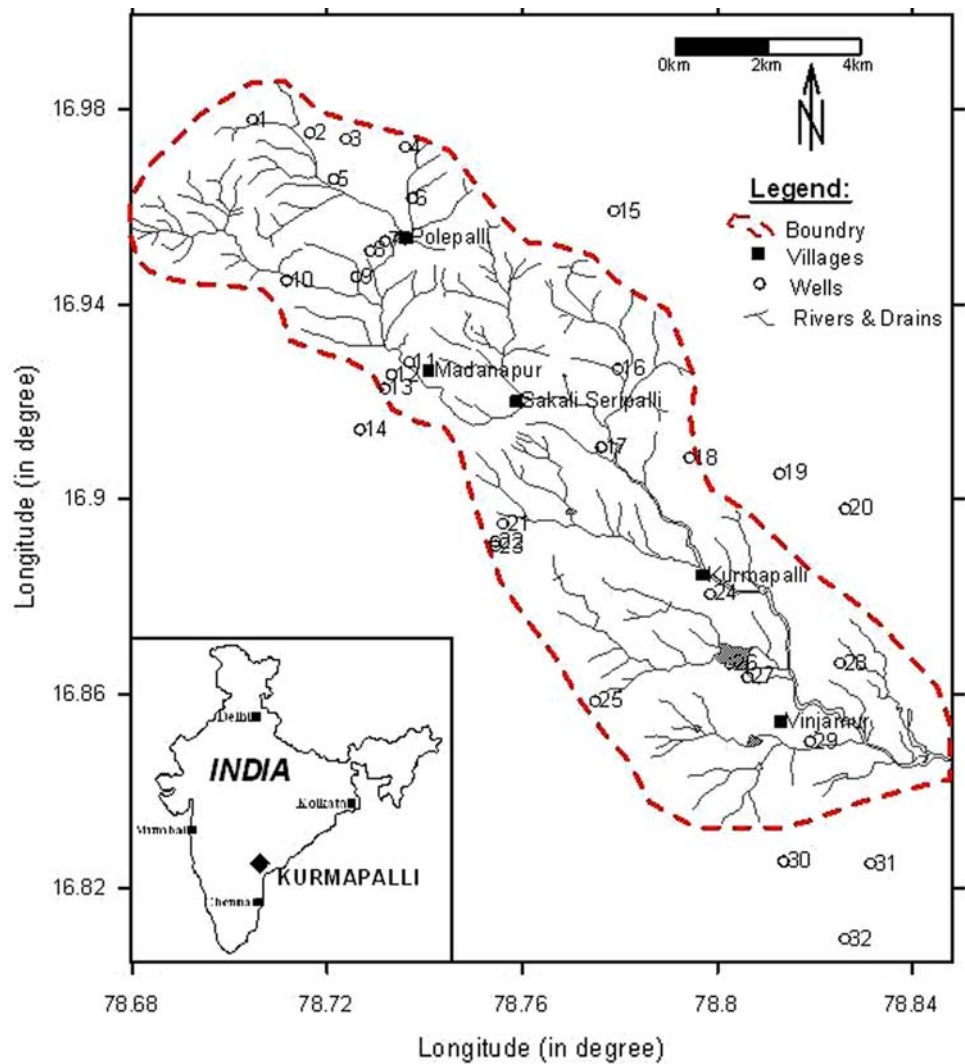 0km 2km 4km
N
Legend:
Boundry
Villages
Wells
Rivers & Drains
16.98
16.94
16.9
16.86
16.82
Longitude (in degree)
1
2
3
4
5
6
15
7
Polepalli
8
9
10
11
12
Madanapur
13
16
Sakali Seripalli
14
17
18
19
20
21
22
23
Kurmapalli
24
26
27
28
25
Vinjamur
29
30
31
32
Delhi
INDIA
Kolkata
Mumbai
KURMAPALLI
Chennai
78.68 78.72 78.76 78.8 78.84
Longitude (in degree)